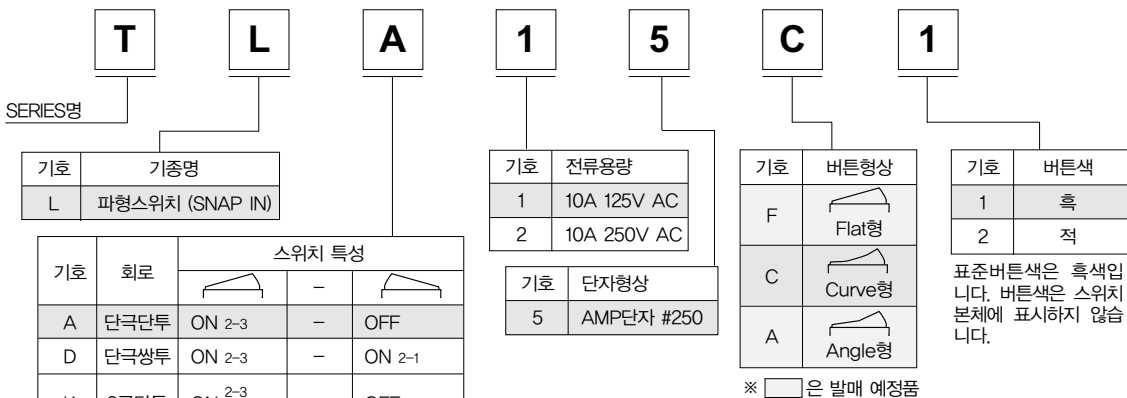 T L A 1 5 C 1
SERIES명
기호 기종명
L 파형스위치 (SNAP IN)
기호 회로 스위치 특성
–
A 단극단투 ON 2–3 – OFF
D 단극쌍투 ON 2–3 – ON 2–1
2–3
기호 전류용량
1 10A 125V AC
2 10A 250V AC
기호 단자형상
5 AMP단자 #250
기호 버튼형상
F Flat형
C Curve형
A Angle형
※ 은 발매 예정품
기호 버튼색
1 흑
2 적
표준버튼색은 흑색입
니다. 버튼색은 스위치
본체에 표시하지 않습
니다.